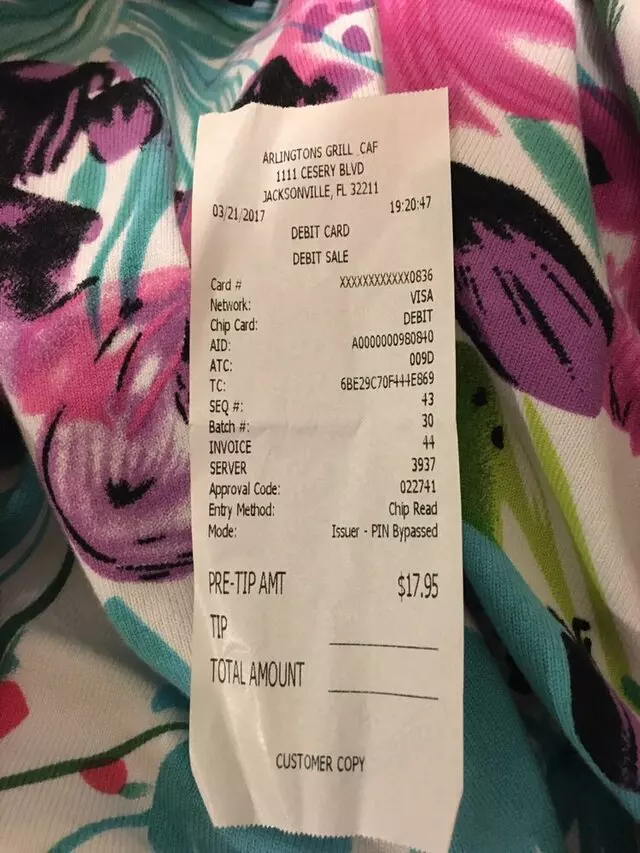 ARLINGTONS GRILL CAF
1111 CESERY BLVD
JACKSONVILLE, FL 32211
03/21/2017 19:20:47
DEBIT CARD
DEBIT SALE
Card # XXXXXXXXXXXX0836
Network: VISA
Chip Card: DEBIT
AID: A0000000980840
ATC: 009D
TC: 6BE29C70F444E869
SEQ #: 43
Batch #: 30
INVOICE 44
SERVER 3937
Approval Code: 022741
Entry Method: Chip Read
Mode: Issuer - PIN Bypassed
PRE-TIP AMT $17.95
TIP
TOTAL AMOUNT
CUSTOMER COPY